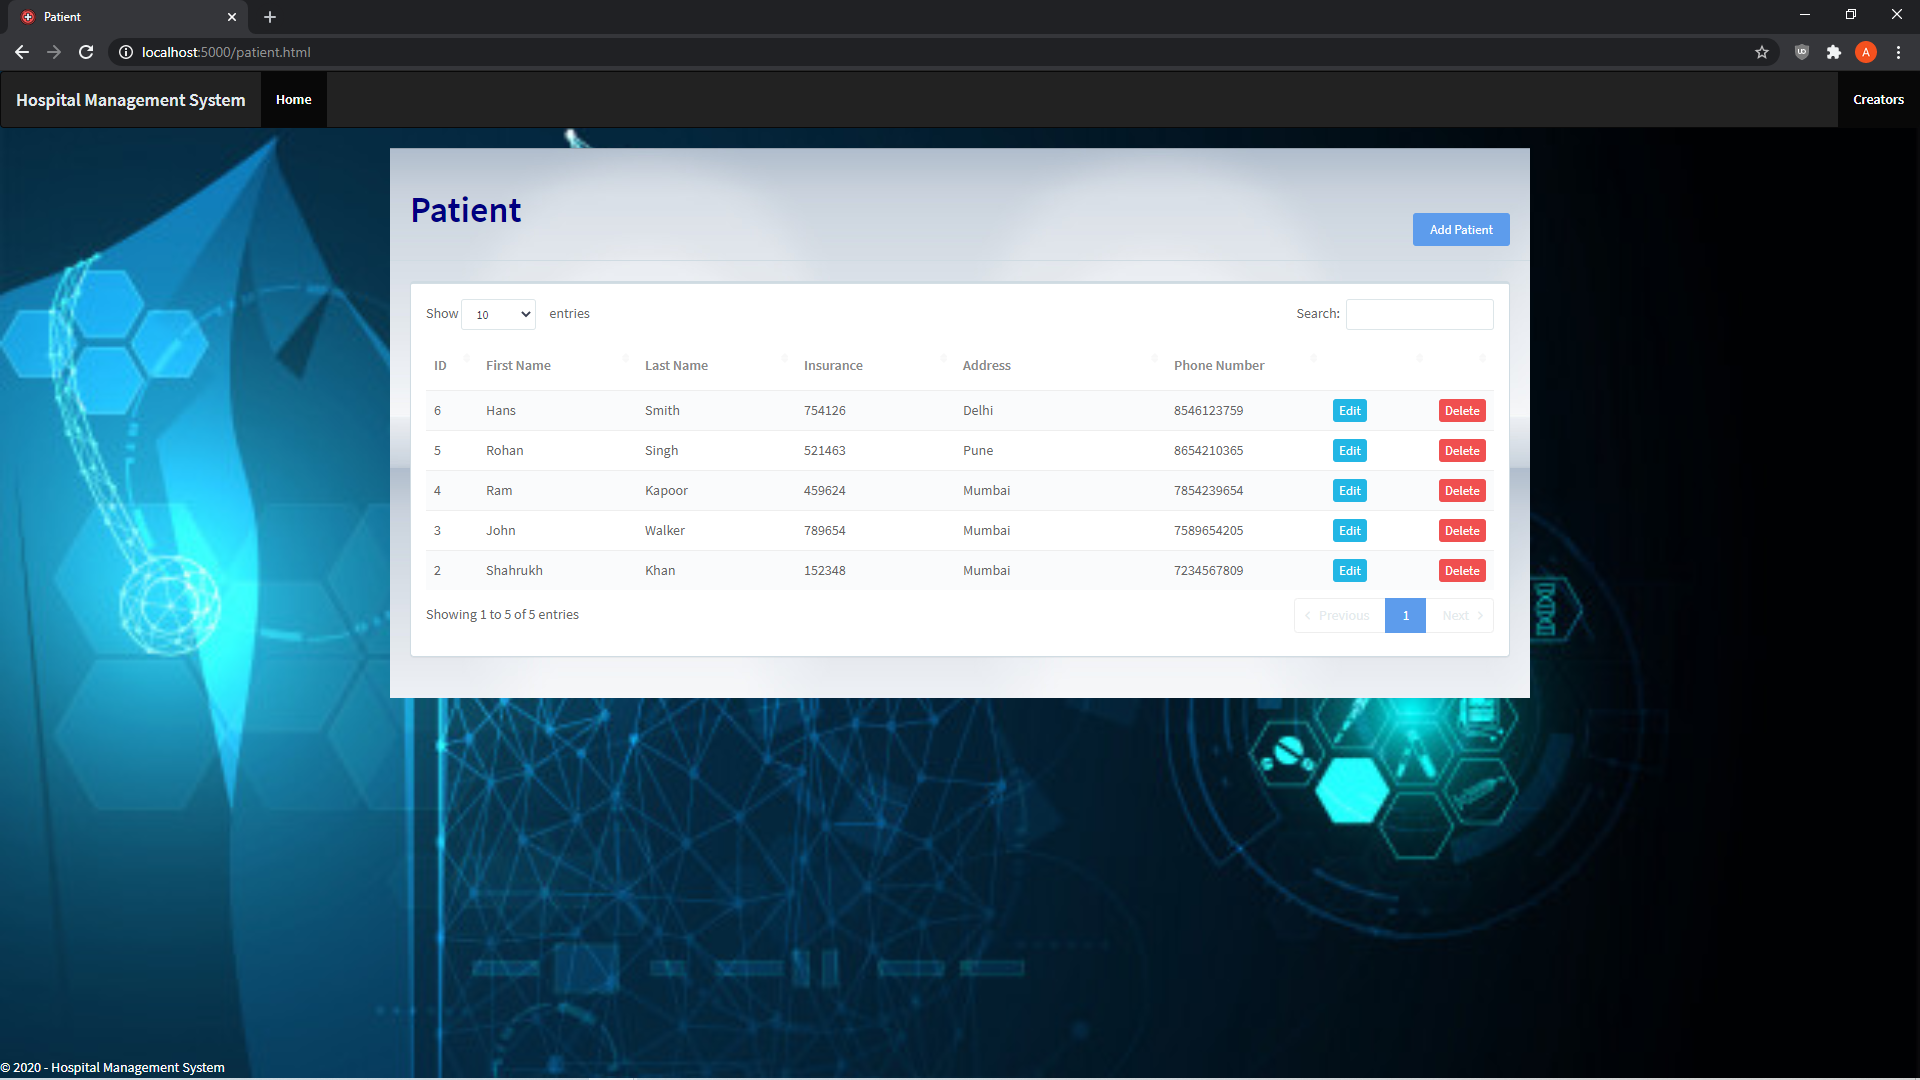 Patient
localhost:5000/patient.html
A
Hospital Management System Home Creators
Patient
Add Patient
Show 10 entries Search:
ID First Name Last Name Insurance Address Phone Number
6 Hans Smith 754126 Delhi 8546123759 Edit Delete
5 Rohan Singh 521463 Pune 8654210365 Edit Delete
4 Ram Kapoor 459624 Mumbai 7854239654 Edit Delete
3 John Walker 789654 Mumbai 7589654205 Edit Delete
2 Shahrukh Khan 152348 Mumbai 7234567809 Edit Delete
Showing 1 to 5 of 5 entries Previous 1 Next
© 2020 - Hospital Management System